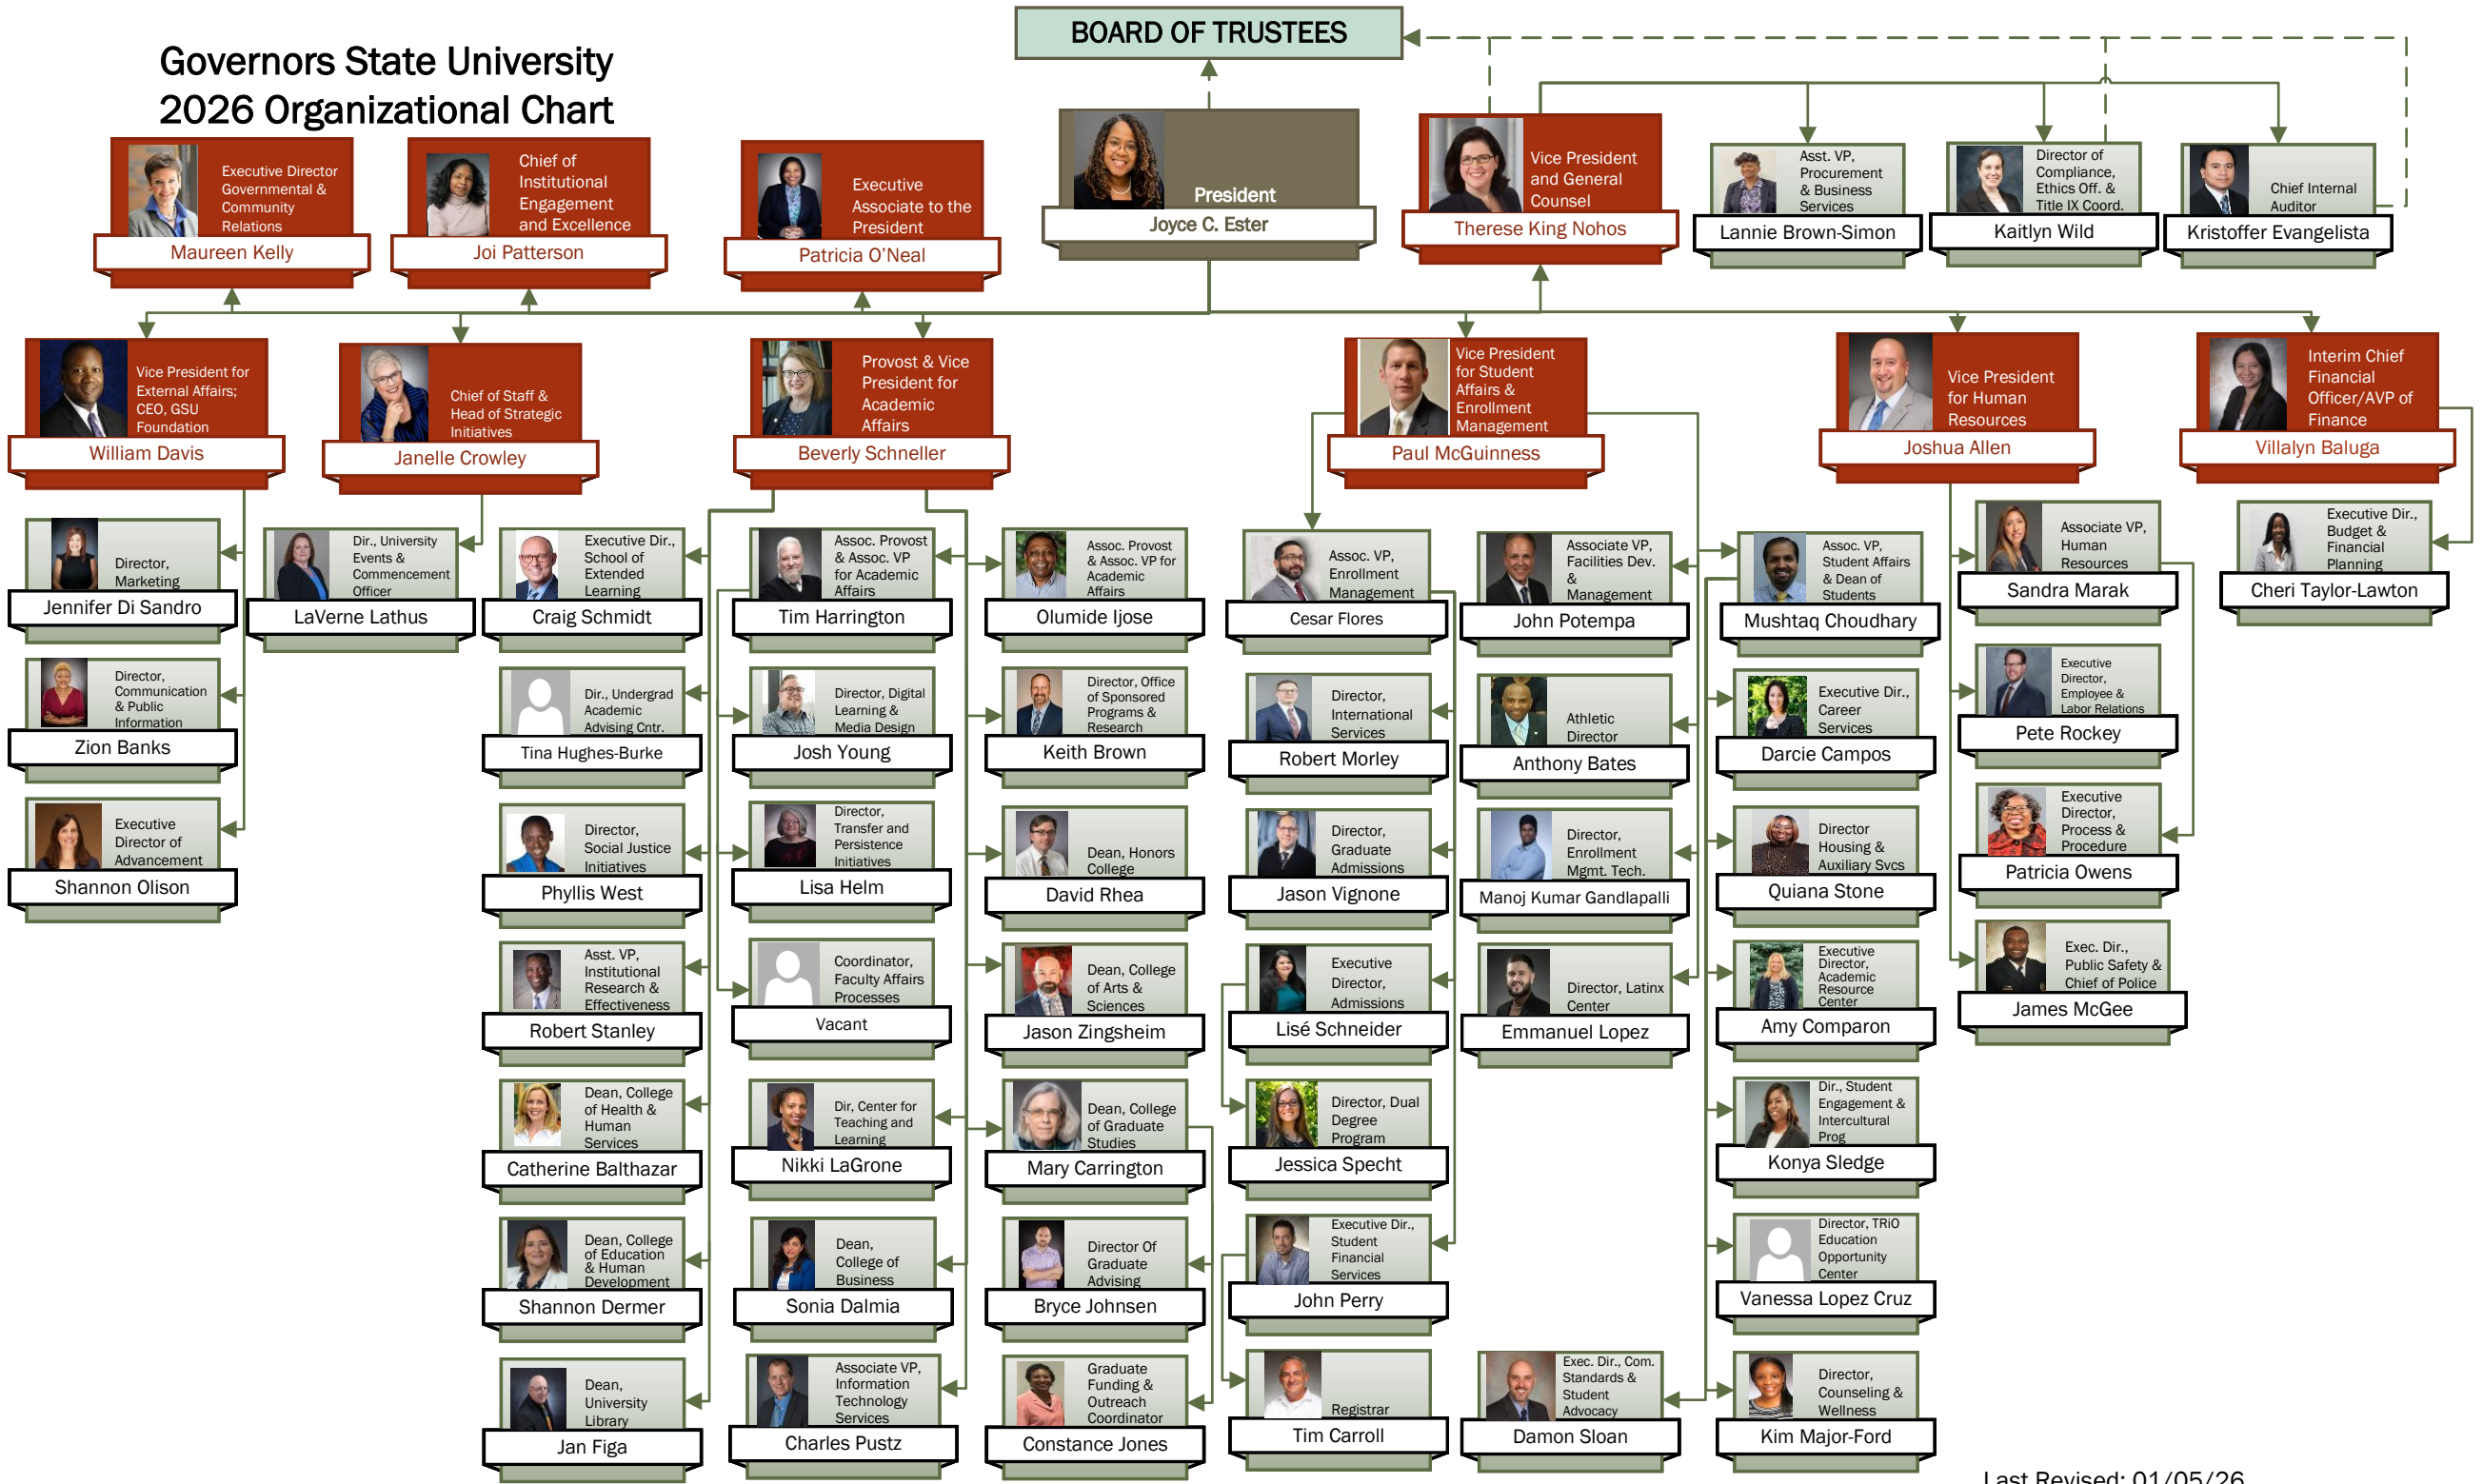 BOARD OF TRUSTEES
Governors State University
2026 Organizational Chart
Executive Director
Governmental &
Community
Relations
Maureen Kelly
Chief of
Institutional
Engagement
and Excellence
Joi Patterson
Executive
Associate to the
President
Patricia O'Neal
President
Joyce C. Ester
Vice President
and General
Counsel
Therese King Nohos
Asst. VP,
Procurement
& Business
Services
Lannie Brown-Simon
Director of
Compliance,
Ethics Off. &
Title IX Coord.
Kaitlyn Wild
Chief Internal
Auditor
Kristoffer Evangelista
Vice President for
External Affairs;
CEO, GSU
Foundation
William Davis
Chief of Staff &
Head of Strategic
Initiatives
Janelle Crowley
Provost & Vice
President for
Academic
Affairs
Beverly Schneller
Vice President
for Student
Affairs &
Enrollment
Management
Paul McGuinness
Vice President
for Human
Resources
Joshua Allen
Interim Chief
Financial
Officer/AVP of
Finance
Villalyn Baluga
Director,
Marketing
Jennifer Di Sandro
Dir., University
Events &
Commencement
Officer
LaVerne Lathus
Executive Dir.,
School of
Extended
Learning
Craig Schmidt
Assoc. Provost
& Assoc. VP
for Academic
Affairs
Tim Harrington
Assoc. Provost
& Assoc. VP for
Academic
Affairs
Olumide Ijose
Assoc. VP,
Enrollment
Management
Cesar Flores
Associate VP,
Facilities Dev.
&
Management
John Potempa
Assoc. VP,
Student Affairs
& Dean of
Students
Mushtaq Choudhary
Associate VP,
Human
Resources
Sandra Marak
Executive Dir.,
Budget &
Financial
Planning
Cheri Taylor-Lawton
Director,
Communication
& Public
Information
Zion Banks
Dir., Undergrad
Academic
Advising Cntr.
Tina Hughes-Burke
Director, Digital
Learning &
Media Design
Josh Young
Director, Office
of Sponsored
Programs &
Research
Keith Brown
Director,
International
Services
Robert Morley
Athletic
Director
Anthony Bates
Executive Dir.,
Career
Services
Darcie Campos
Executive
Director,
Employee &
Labor Relations
Pete Rockey
Executive
Director of
Advancement
Shannon Olison
Director,
Social Justice
Initiatives
Phyllis West
Director,
Transfer and
Persistence
Initiatives
Lisa Helm
Dean, Honors
College
David Rhea
Director,
Graduate
Admissions
Jason Vignone
Director,
Enrollment
Mgmt. Tech.
Manoj Kumar Gandlapalli
Director
Housing &
Auxiliary Svcs
Quiana Stone
Executive
Director,
Process &
Procedure
Patricia Owens
Asst. VP,
Institutional
Research &
Effectiveness
Robert Stanley
Coordinator,
Faculty Affairs
Processes
Vacant
Dean, College
of Arts &
Sciences
Jason Zingsheim
Executive
Director,
Admissions
Lisé Schneider
Director, Latinx
Center
Emmanuel Lopez
Executive
Director,
Academic
Resource
Center
Amy Comparon
Exec. Dir.,
Public Safety &
Chief of Police
James McGee
Dean, College
of Health &
Human
Services
Catherine Balthazar
Dir, Center for
Teaching and
Learning
Nikki LaGrone
Dean, College
of Graduate
Studies
Mary Carrington
Director, Dual
Degree
Program
Jessica Specht
Dir., Student
Engagement &
Intercultural
Prog
Konya Sledge
Dean, College
of Education
& Human
Development
Shannon Dermer
Dean,
College of
Business
Sonia Dalmia
Director Of
Graduate
Advising
Bryce Johnsen
Executive Dir.,
Student
Financial
Services
John Perry
Director, TRiO
Education
Opportunity
Center
Vanessa Lopez Cruz
Dean,
University
Library
Jan Figa
Associate VP,
Information
Technology
Services
Charles Pustz
Graduate
Funding &
Outreach
Coordinator
Constance Jones
Registrar
Tim Carroll
Exec. Dir., Com.
Standards &
Student
Advocacy
Damon Sloan
Director,
Counseling &
Wellness
Kim Major-Ford
Last Revised: 01/05/26